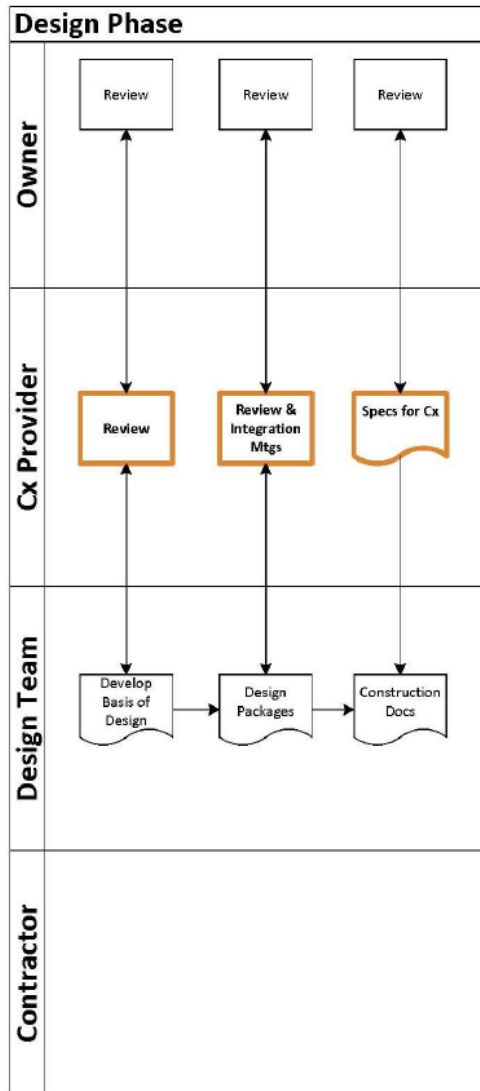 Design Phase
Owner
Review
Review
Review
Cx Provider
Review
Review &
Integration
Mtgs
Specs for Cx
Design Team
Develop
Basis of
Design
Design
Packages
Construction
Docs
Contractor